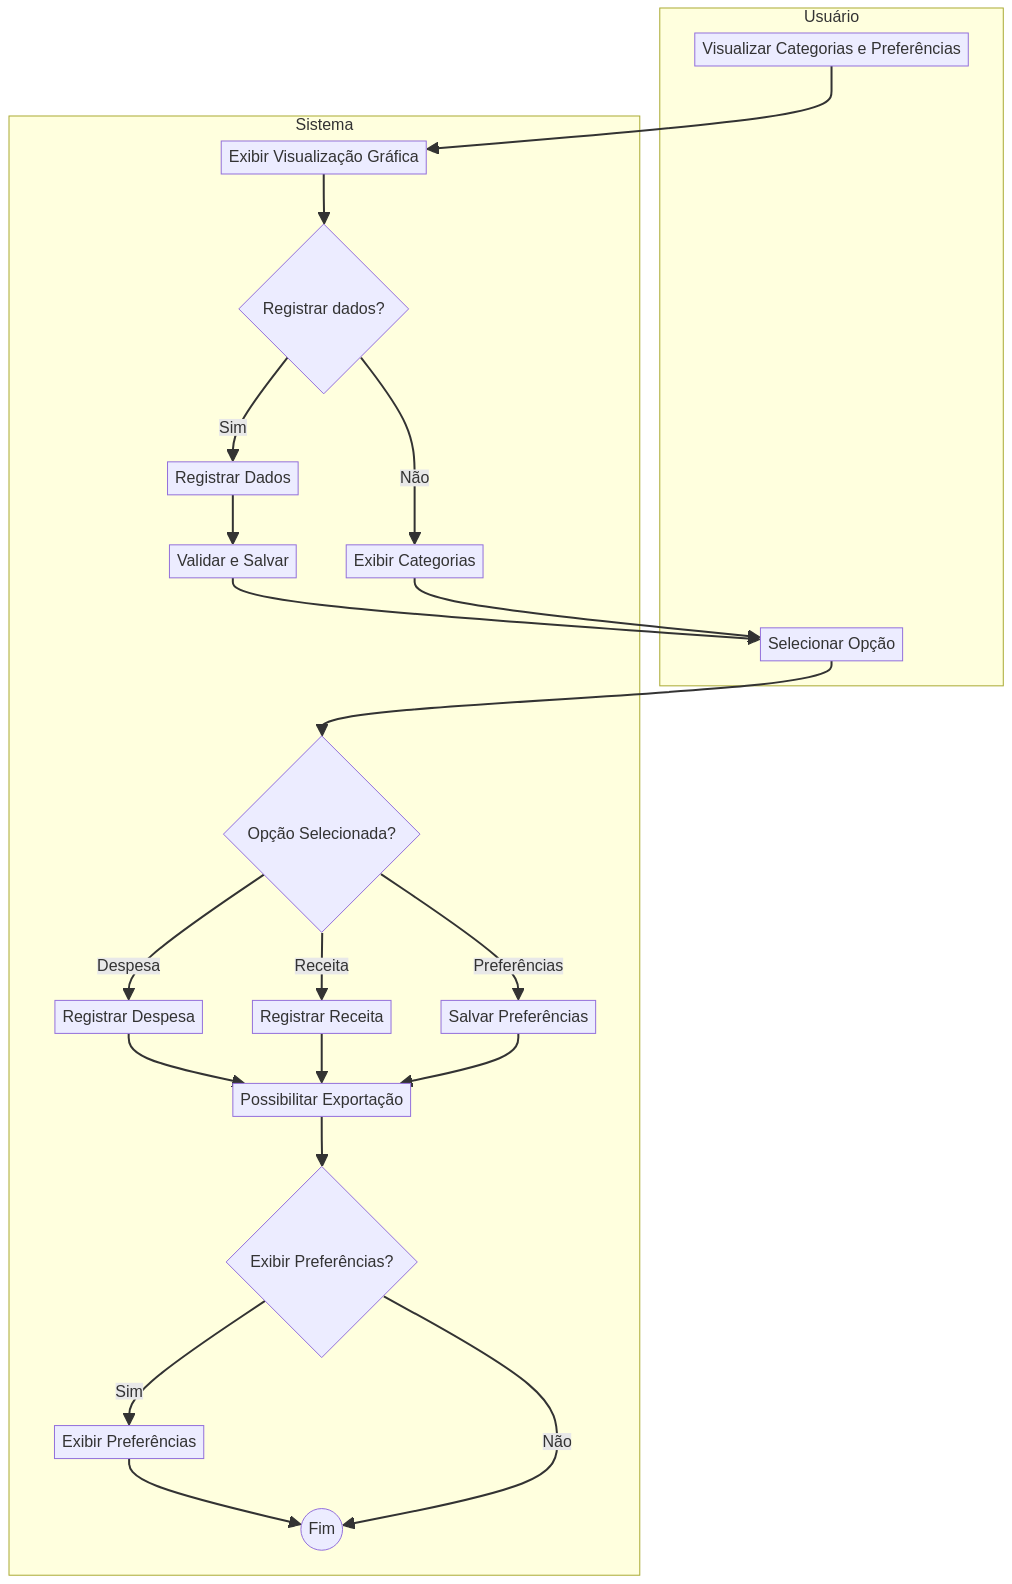 Usuário
Visualizar Categorias e Preferências
Sistema
Exibir Visualização Gráfica
Registrar dados?
Sim
Não
Registrar Dados
Validar e Salvar
Exibir Categorias
Selecionar Opção
Opção Selecionada?
Despesa
Receita
Preferências
Registrar Despesa
Registrar Receita
Salvar Preferências
Possibilitar Exportação
Exibir Preferências?
Sim
Não
Exibir Preferências
Fim